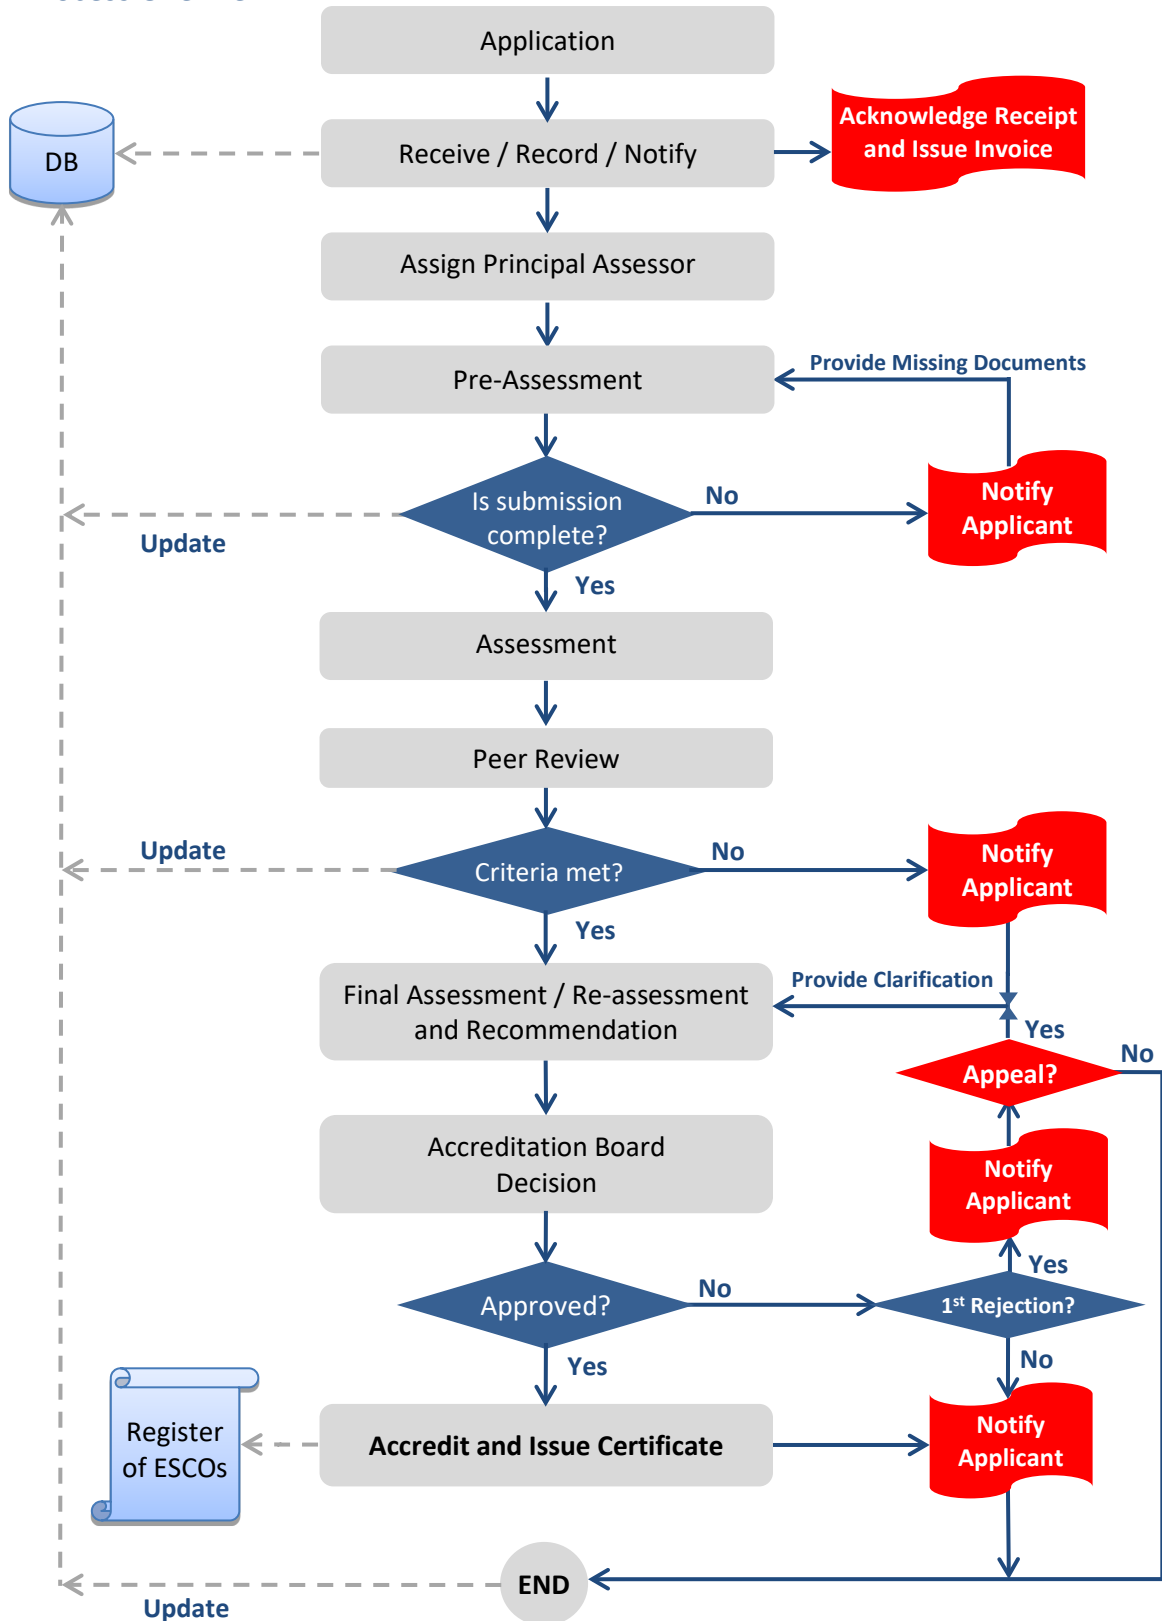 Application
Acknowledge Receipt
and Issue Invoice
DB
Receive / Record / Notify
Assign Principal Assessor
Provide Missing Documents
Pre-Assessment
Is submission
complete?
No
Notify
Applicant
Update
Yes
Assessment
Peer Review
Update
Criteria met?
No
Notify
Applicant
Yes
Provide Clarification
Final Assessment / Re-assessment
and Recommendation
Yes
No
Appeal?
Accreditation Board
Decision
Notify
Applicant
Yes
Approved?
No
1st Rejection?
Yes
No
Register
of ESCOs
Accredit and Issue Certificate
Notify
Applicant
END
Update